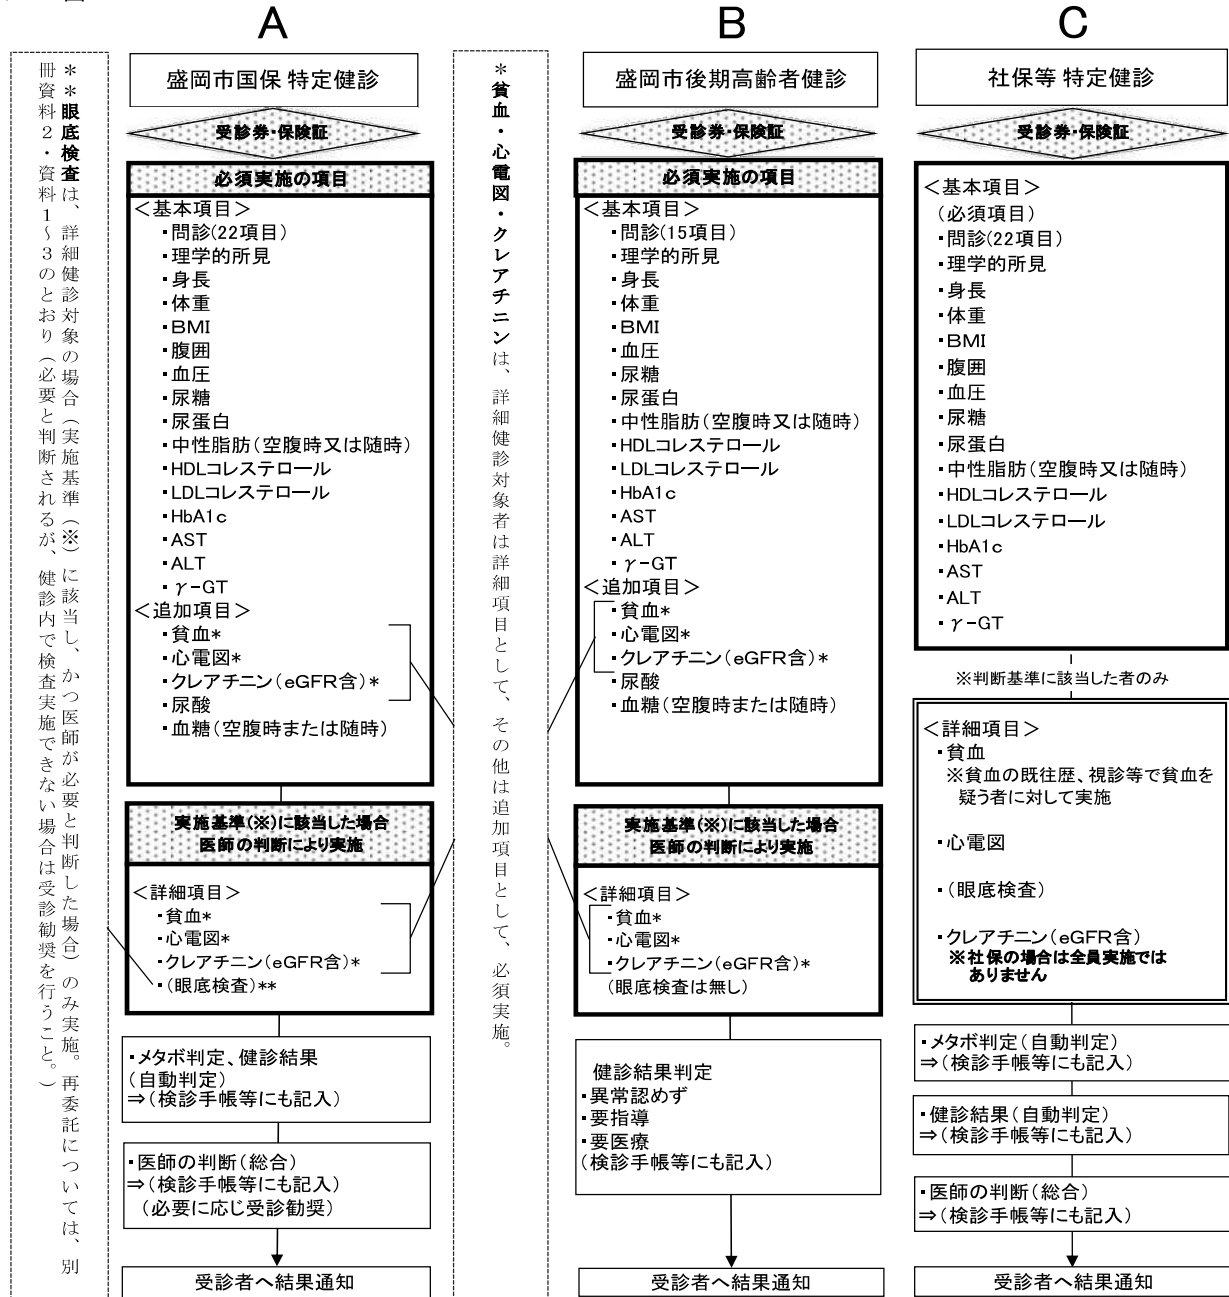 A
盛岡市国保 特定健診
受診券・保険証
必須実施の項目
＜基本項目＞
・問診(22項目)
・理学的所見
・身長
・体重
・BMI
・腹囲
・血圧
・尿糖
・尿蛋白
・中性脂肪(空腹時又は随時)
・HDLコレステロール
・LDLコレステロール
・HbA1c
・AST
・ALT
・γ-GT
＜追加項目＞
・貧血*
・心電図*
・クレアチニン(eGFR含)*
・尿酸
・血糖(空腹時または随時)
実施基準(※)に該当した場合
医師の判断により実施
＜詳細項目＞
・貧血*
・心電図*
・クレアチニン(eGFR含)*
・(眼底検査)**
・メタボ判定、健診結果
(自動判定)
⇒(検診手帳等にも記入)
・医師の判断(総合)
⇒(検診手帳等にも記入)
(必要に応じ受診勧奨)
受診者へ結果通知
＊＊眼底検査は、詳細健診対象の場合（実施基準（※）に該当し、かつ医師が必要と判断した場合）のみ実施。再委託については、別
冊資料2・資料1～3のとおり（必要と判断されるが、健診内で検査実施できない場合は受診勧奨を行うこと。）
＊貧血・心電図・クレアチニンは、詳細健診対象者は詳細項目として、その他は追加項目として、必須実施。
B
盛岡市後期高齢者健診
受診券・保険証
必須実施の項目
＜基本項目＞
・問診(15項目)
・理学的所見
・身長
・体重
・BMI
・血圧
・尿糖
・尿蛋白
・中性脂肪(空腹時又は随時)
・HDLコレステロール
・LDLコレステロール
・HbA1c
・AST
・ALT
・γ-GT
＜追加項目＞
・貧血*
・心電図*
・クレアチニン(eGFR含)*
・尿酸
・血糖(空腹時または随時)
実施基準(※)に該当した場合
医師の判断により実施
＜詳細項目＞
・貧血*
・心電図*
・クレアチニン(eGFR含)*
(眼底検査は無し)
健診結果判定
・異常認めず
・要指導
・要医療
(検診手帳等にも記入)
受診者へ結果通知
C
社保等 特定健診
受診券・保険証
＜基本項目＞
(必須項目)
・問診(22項目)
・理学的所見
・身長
・体重
・BMI
・腹囲
・血圧
・尿糖
・尿蛋白
・中性脂肪(空腹時又は随時)
・HDLコレステロール
・LDLコレステロール
・HbA1c
・AST
・ALT
・γ-GT
※判断基準に該当した者のみ
＜詳細項目＞
・貧血
※貧血の既往歴、視診等で貧血を
疑う者に対して実施
・心電図
・(眼底検査)
・クレアチニン(eGFR含)
※社保の場合は全員実施では
ありません
・メタボ判定(自動判定)
⇒(検診手帳等にも記入)
・健診結果(自動判定)
⇒(検診手帳等にも記入)
・医師の判断(総合)
⇒(検診手帳等にも記入)
受診者へ結果通知